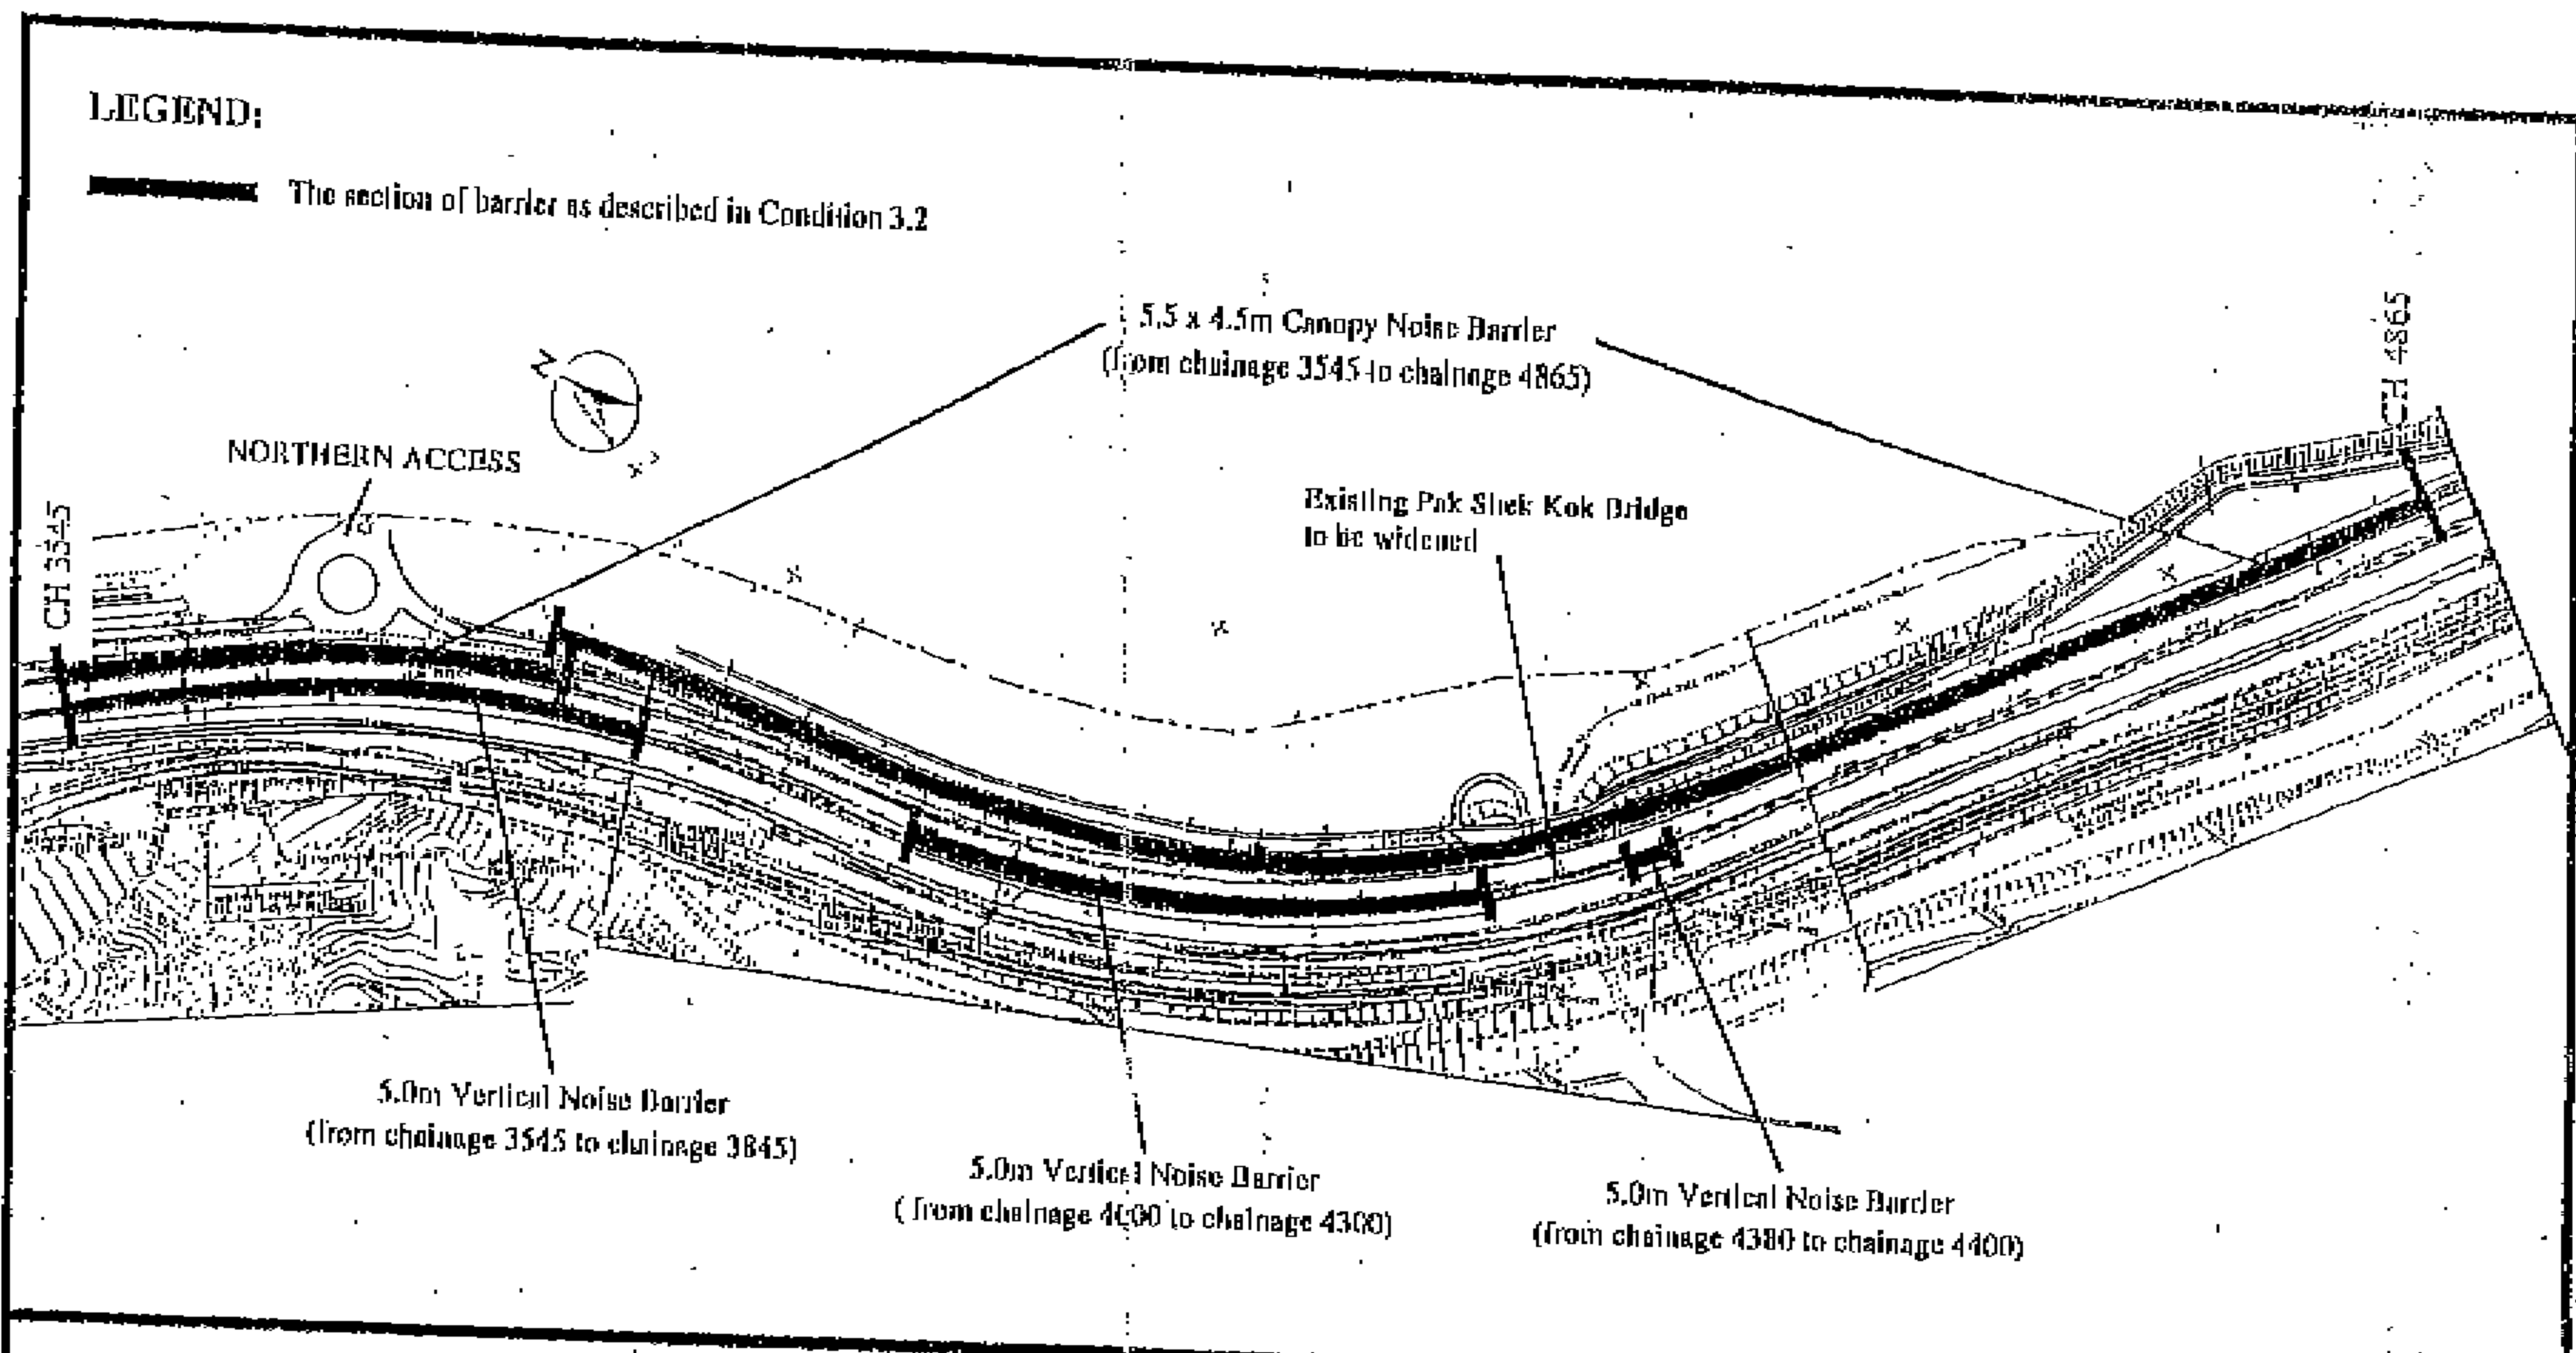 LEGEND:
The section of barrier as described in Condition 3.2
5.5 x 4.5m Canopy Noise Barrier
(from chainage 3545 to chainage 4865)
CH 4865
N
NORTHERN ACCESS
Existing Pak Shek Kok Bridge
to be widened
CH 3545
5.0m Vertical Noise Barrier
(from chainage 3545 to chainage 3845)
5.0m Vertical Noise Barrier
( from chainage 4000 to chainage 4300)
5.0m Vertical Noise Barrier
(from chainage 4380 to chainage 4400)